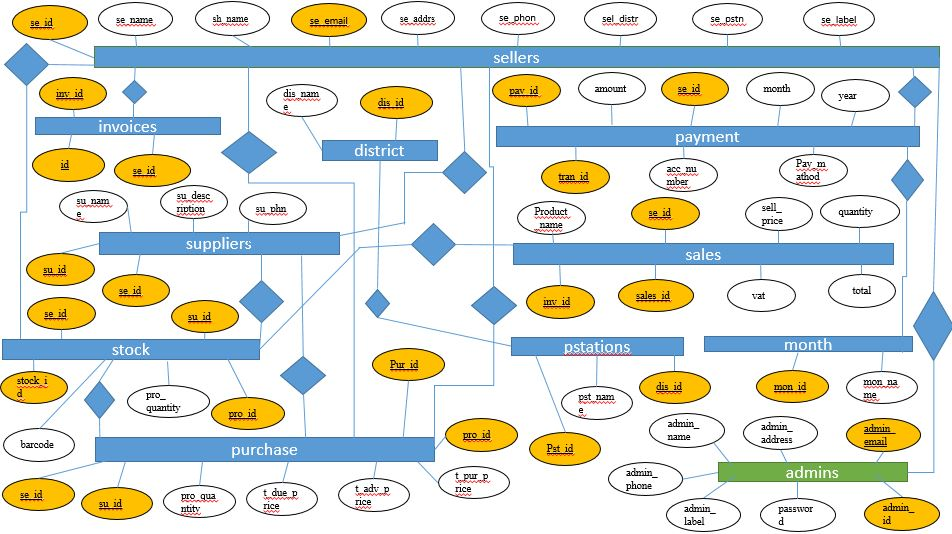 se_id
se_name
sh_name
se_email
se_addrs
se_phon
sel_distr
se_pstn
se_label
sellers
inv_id
dis_nam
e
dis_id
pay_id
amount
se_id
month
year
invoices
district
payment
id
se_id
tran_id
acc_nu
mber
Pay_m
athod
su_nam
e
su_desc
ription
su_phn
Product
_name
se_id
sell_
price
quantity
suppliers
sales
su_id
se_id
inv_id
sales_id
vat
total
se_id
su_id
stock
pstations
month
stock_i
d
pro_
quantity
pro_id
Pur_id
pst_nam
e
dis_id
mon_id
mon_na
me
barcode
purchase
pro_id
Pst_id
admin_
name
admin_
address
admin_
email
admins
se_id
su_id
pro_qua
ntity
t_due_p
rice
t_adv_p
rice
t_pur_p
rice
admin_
phone
admin_
label
passwor
d
admin_
id